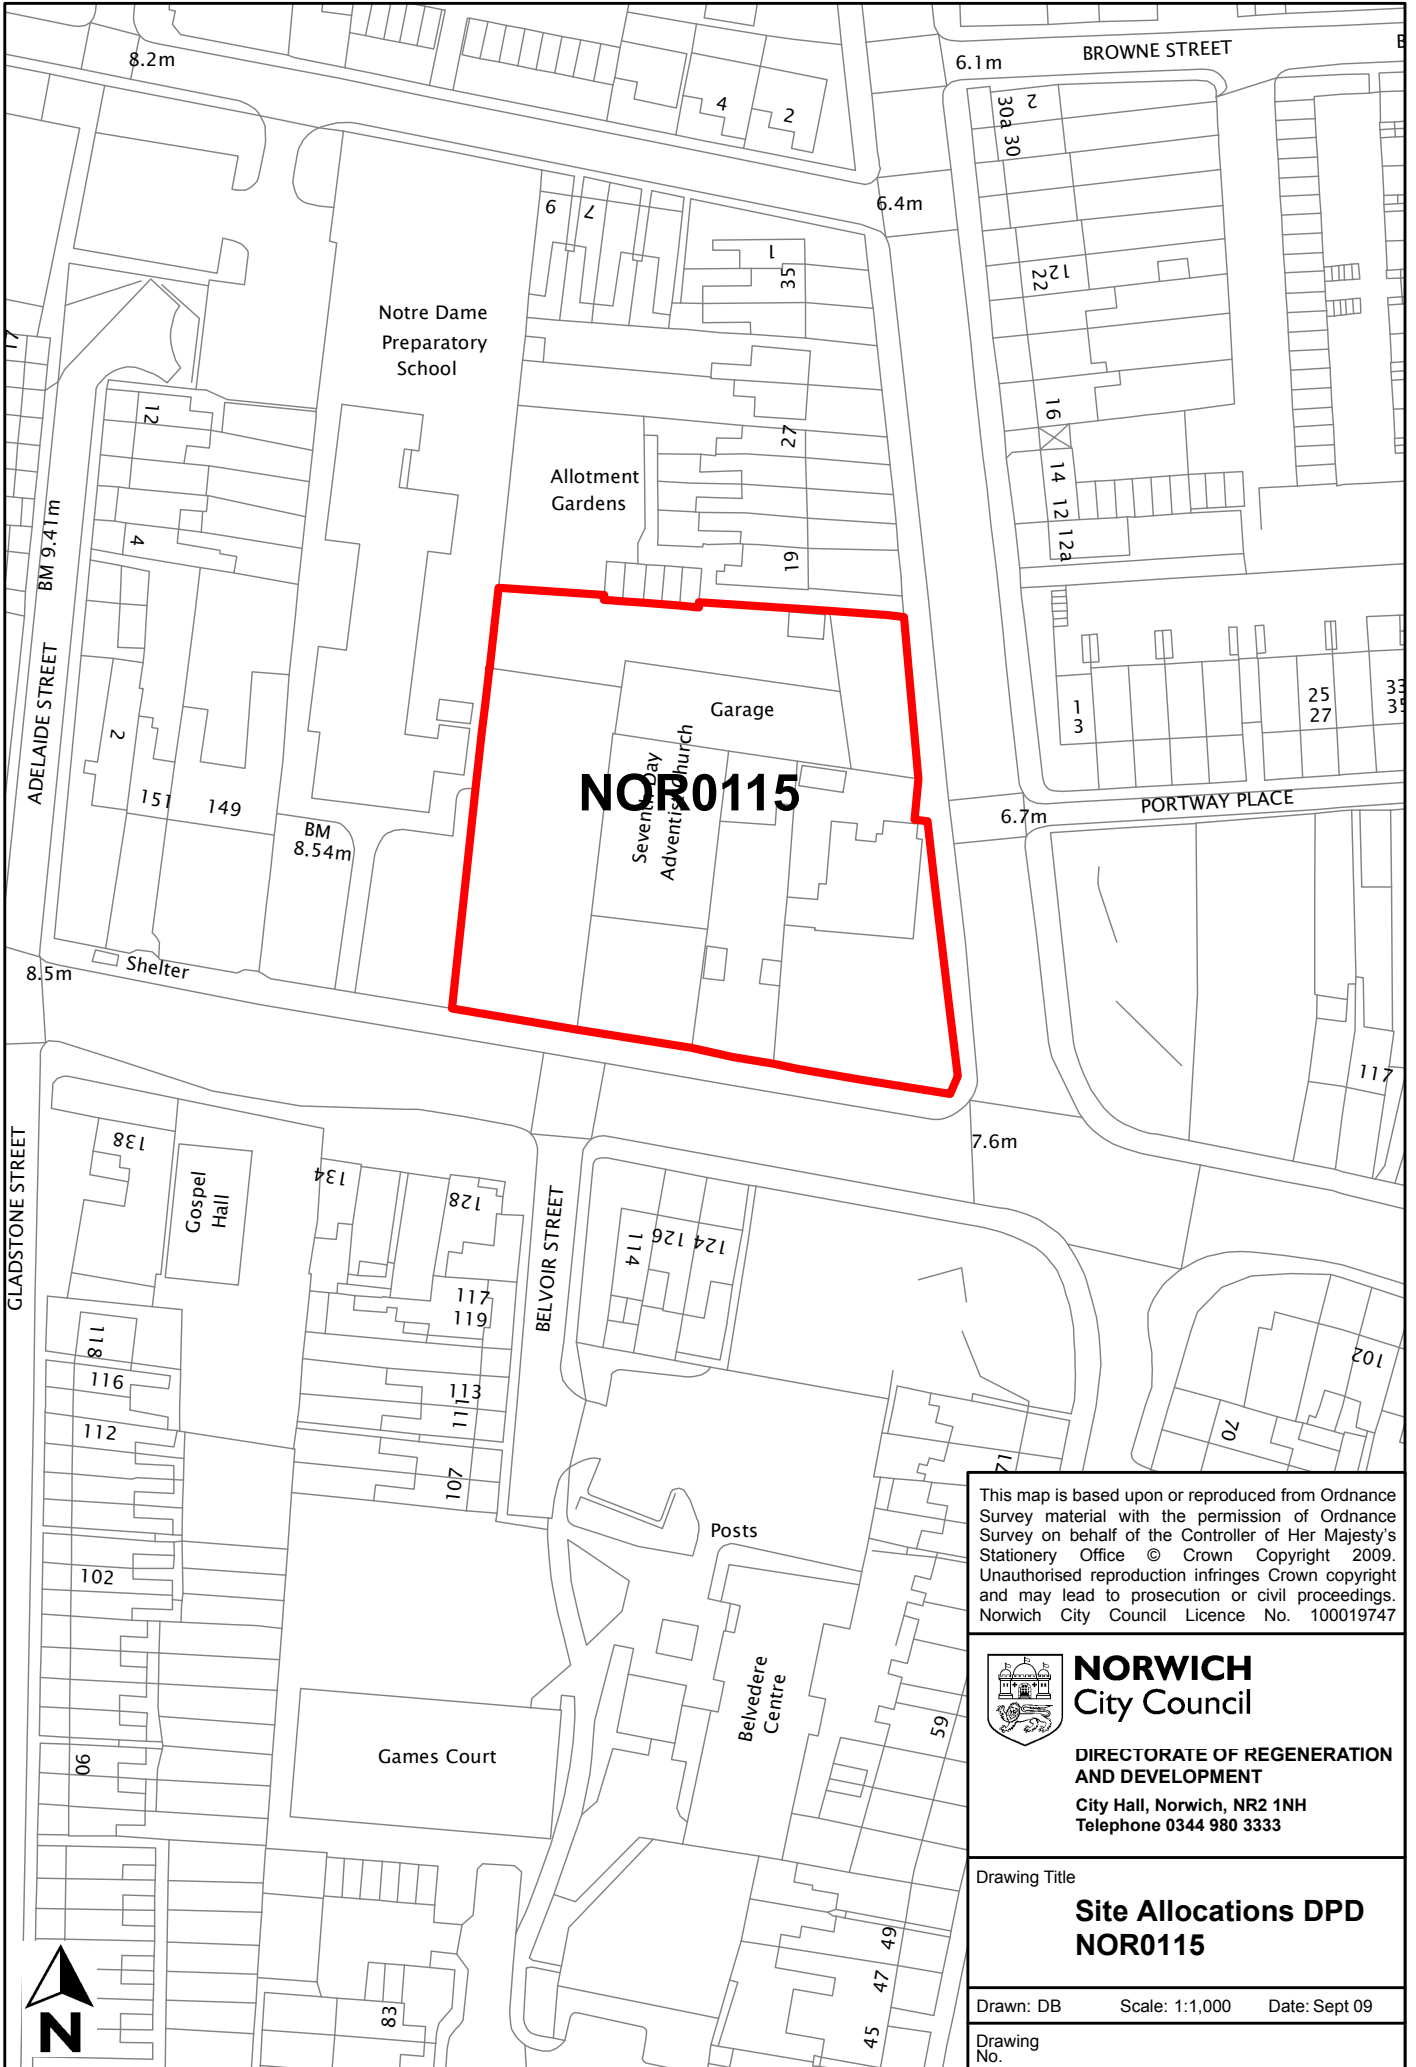 8.2m
6.1m
BROWNE STREET
B
4
2
30a 30
2
6.4m
9
7
1
35
12
22
Notre Dame
Preparatory
School
17
12
16
27
Allotment
Gardens
14 12 12a
BM 9.41m
4
19
ADELAIDE STREET
2
151
149
BM
8.54m
Garage
1
3
25
27
33
35
NOR0115
Adventist Church
6.7m
PORTWAY PLACE
8.5m
Shelter
117
7.6m
138
Gospel
Hall
134
128
GLADSTONE STREET
BELVOIR STREET
114
126
124
117
119
118
116
113
111
112
107
102
70
102
Posts
Belvedere
Centre
59
90
Games Court
49
47
45
83
N
This map is based upon or reproduced from Ordnance
Survey material with the permission of Ordnance
Survey on behalf of the Controller of Her Majesty's
Stationery Office © Crown Copyright 2009.
Unauthorised reproduction infringes Crown copyright
and may lead to prosecution or civil proceedings.
Norwich City Council Licence No. 100019747
NORWICH
City Council
DIRECTORATE OF REGENERATION
AND DEVELOPMENT
City Hall, Norwich, NR2 1NH
Telephone 0344 980 3333
Drawing Title
Site Allocations DPD
NOR0115
Drawn: DB Scale: 1:1,000 Date: Sept 09
Drawing
No.